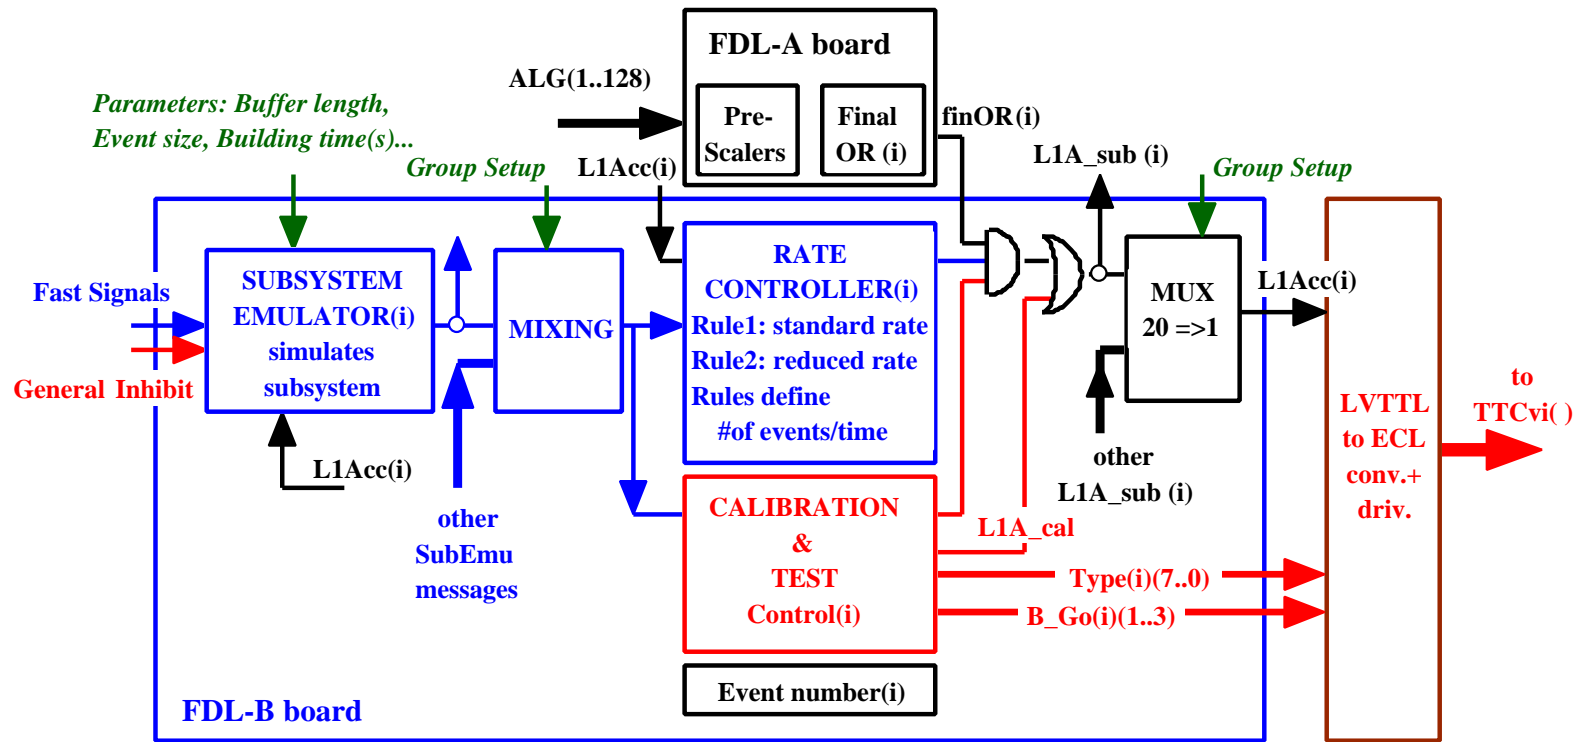 FDL-A board
ALG(1..128)
Pre-
Scalers
Final
OR (i)
finOR(i)
Parameters: Buffer length,
Event size, Building time(s)...
Group Setup
L1Acc(i)
L1A_sub (i)
Group Setup
Fast Signals
General Inhibit
SUBSYSTEM
EMULATOR(i)
simulates
subsystem
MIXING
RATE
CONTROLLER(i)
Rule1: standard rate
Rule2: reduced rate
Rules define
#of events/time
MUX
20 =>1
L1Acc(i)
LVTTL
to ECL
conv.+
driv.
to
TTCvi( )
L1Acc(i)
other
SubEmu
messages
other
L1A_sub (i)
CALIBRATION
&
TEST
Control(i)
L1A_cal
Type(i)(7..0)
B_Go(i)(1..3)
Event number(i)
FDL-B board